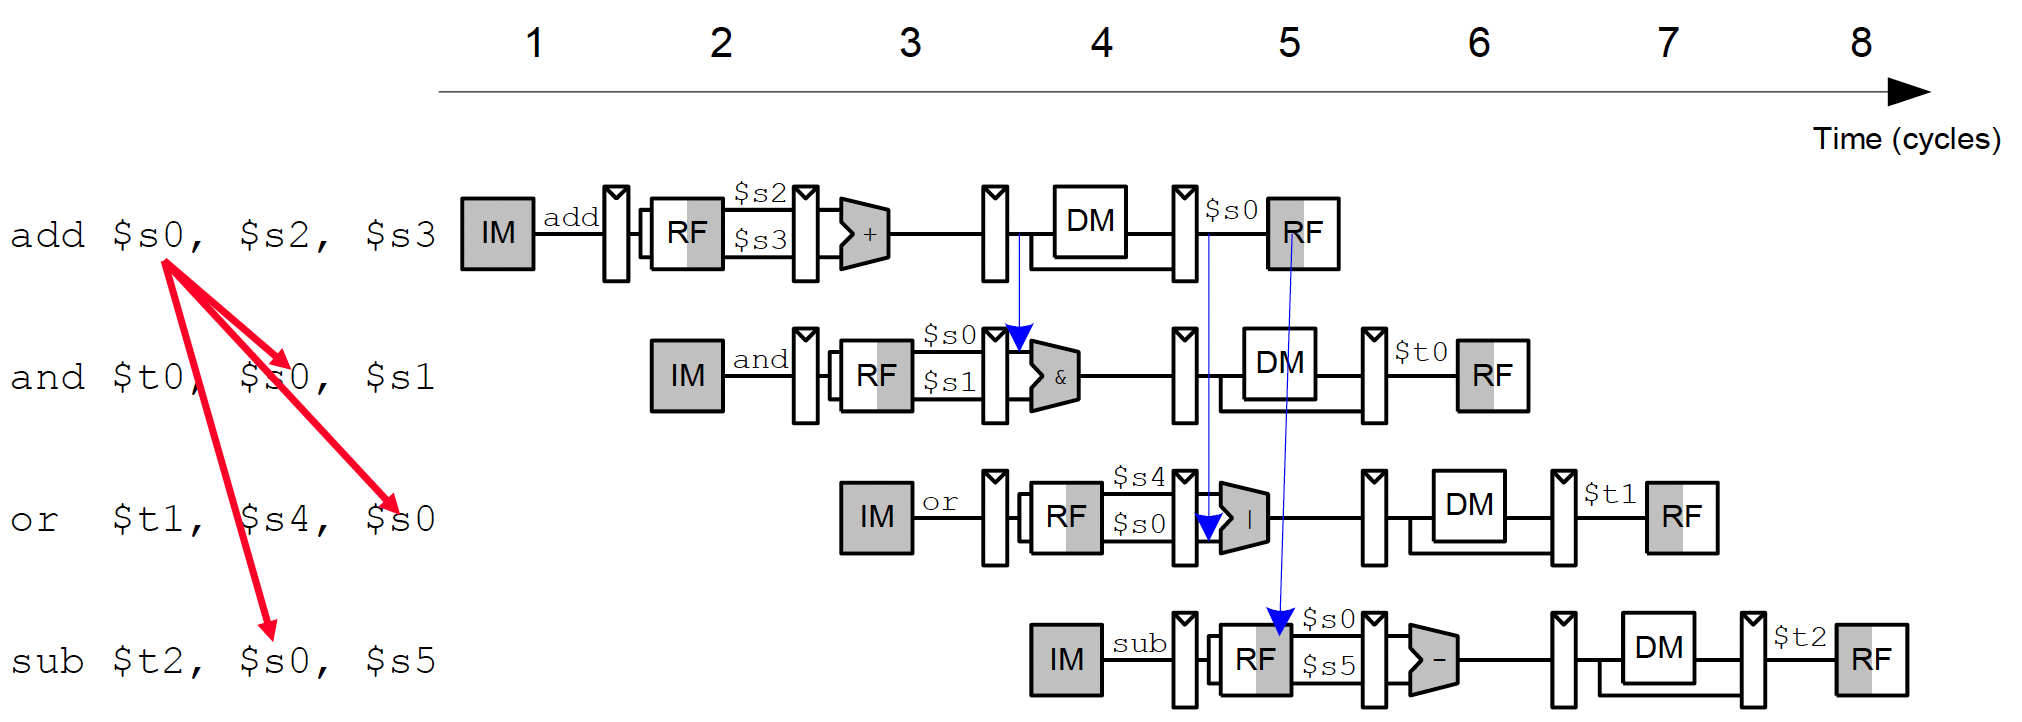 1 2 3 4 5 6 7 8
Time (cycles)
add $s0, $s2, $s3 IM add RF $s2 $s3 + DM $s0 RF
and $t0, $s0, $s1 IM and RF $s0 $s1 & DM $t0 RF
or $t1, $s4, $s0 IM or RF $s4 $s0 | DM $t1 RF
sub $t2, $s0, $s5 IM sub RF $s0 $s5 - DM $t2 RF